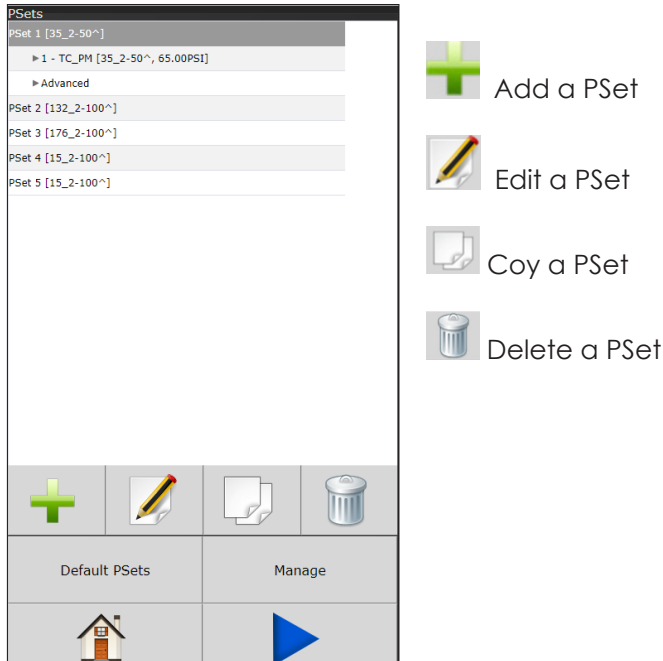 PSets
PSet 1 [35_2-50^]
1 - TC_PM [35_2-50^, 65.00PSI]
Advanced
PSet 2 [132_2-100^]
PSet 3 [176_2-100^]
PSet 4 [15_2-100^]
PSet 5 [15_2-100^]
Default PSets
Manage
Add a PSet
Edit a PSet
Coy a PSet
Delete a PSet